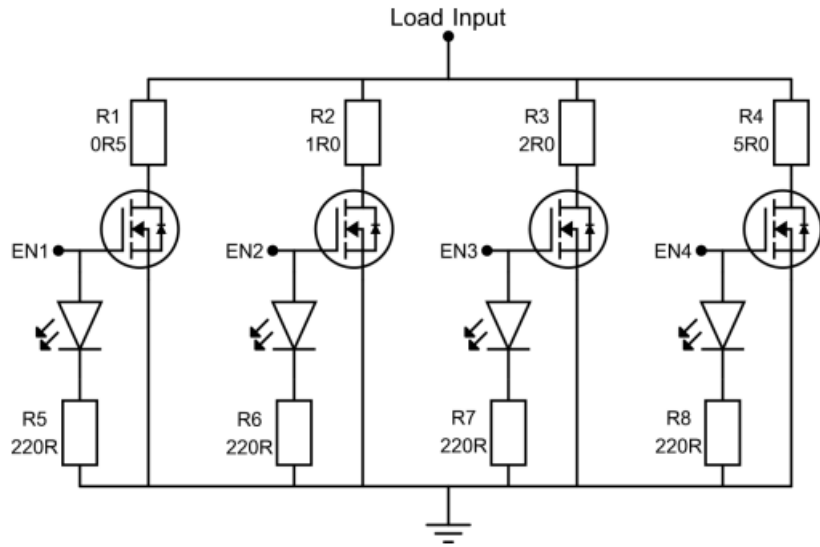 Load Input
R1
0R5
R2
1R0
R3
2R0
R4
5R0
EN1
EN2
EN3
EN4
R5
220R
R6
220R
R7
220R
R8
220R